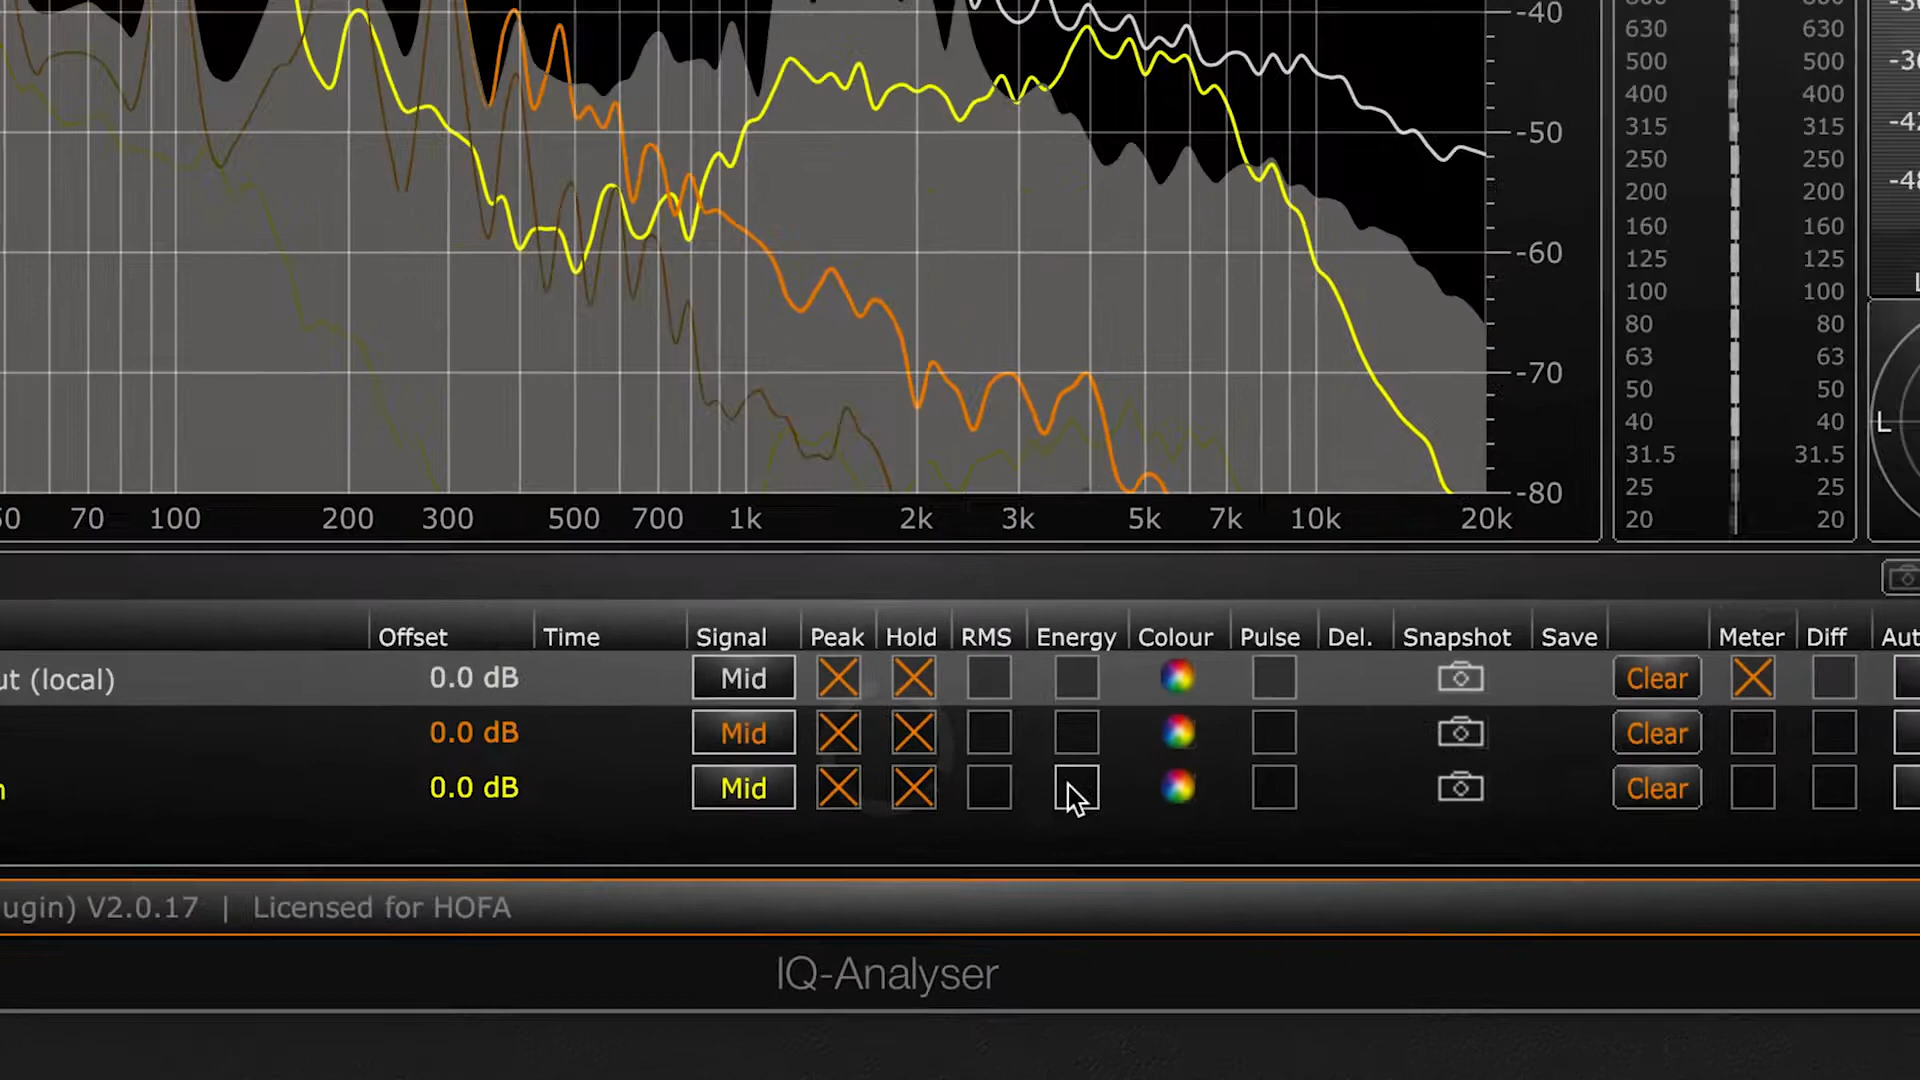 -40
-50
-60
-70
-80
70 100 200 300 500 700 1k 2k 3k 5k 7k 10k 20k
630 630
500 500
400 400
315 315
250 250
200 200
160 160
125 125
100 100
80 80
63 63
50 50
40 40
31.5 31.5
25 25
20 20
L
Offset Time Signal Peak Hold RMS Energy Colour Pulse Del. Snapshot Save Meter Diff Aut
ut (local) 0.0 dB Mid Clear
0.0 dB Mid Clear
0.0 dB Mid Clear
ugin) V2.0.17 | Licensed for HOFA
IQ-Analyser